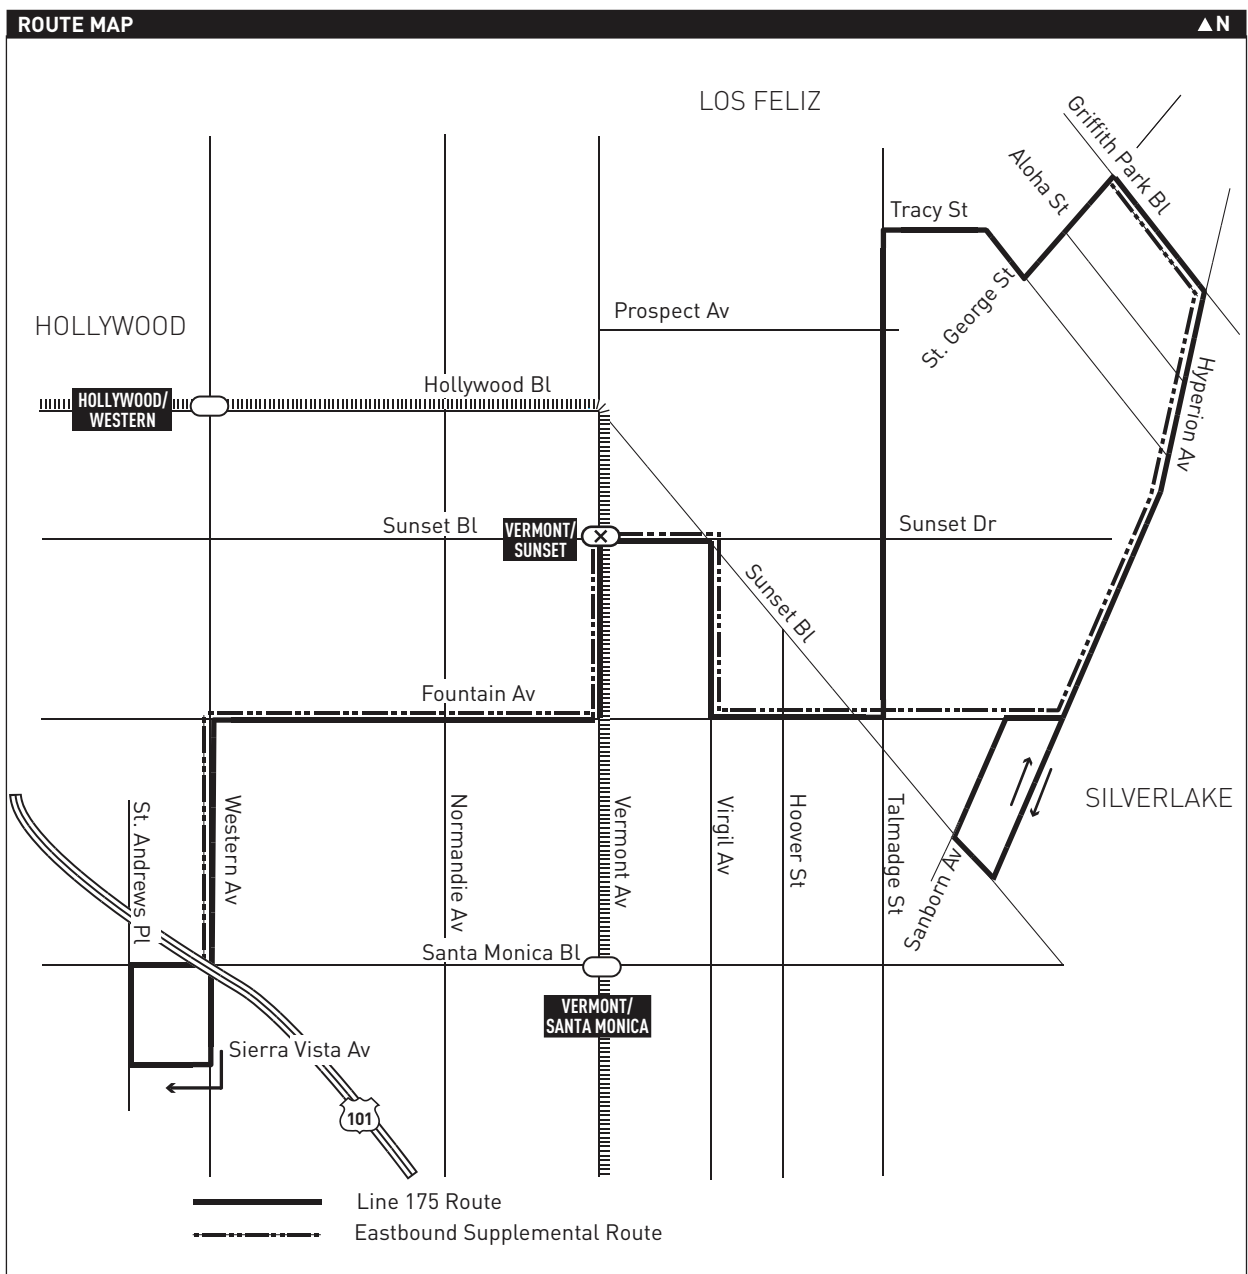 ROUTE MAP
N
LOS FELIZ
Griffith Park Bl
Aloha St
Tracy St
St. George St
Prospect Av
HOLLYWOOD
Hyperion Av
Hollywood Bl
HOLLYWOOD/
WESTERN
Sunset Bl
VERMONT/
SUNSET
Sunset Dr
Sunset Bl
Fountain Av
SILVERLAKE
St. Andrews Pl
Western Av
Normandie Av
Vermont Av
Virgil Av
Hoover St
Talmadge St
Sanborn Av
Santa Monica Bl
VERMONT/
SANTA MONICA
Sierra Vista Av
101
Line 175 Route
Eastbound Supplemental Route